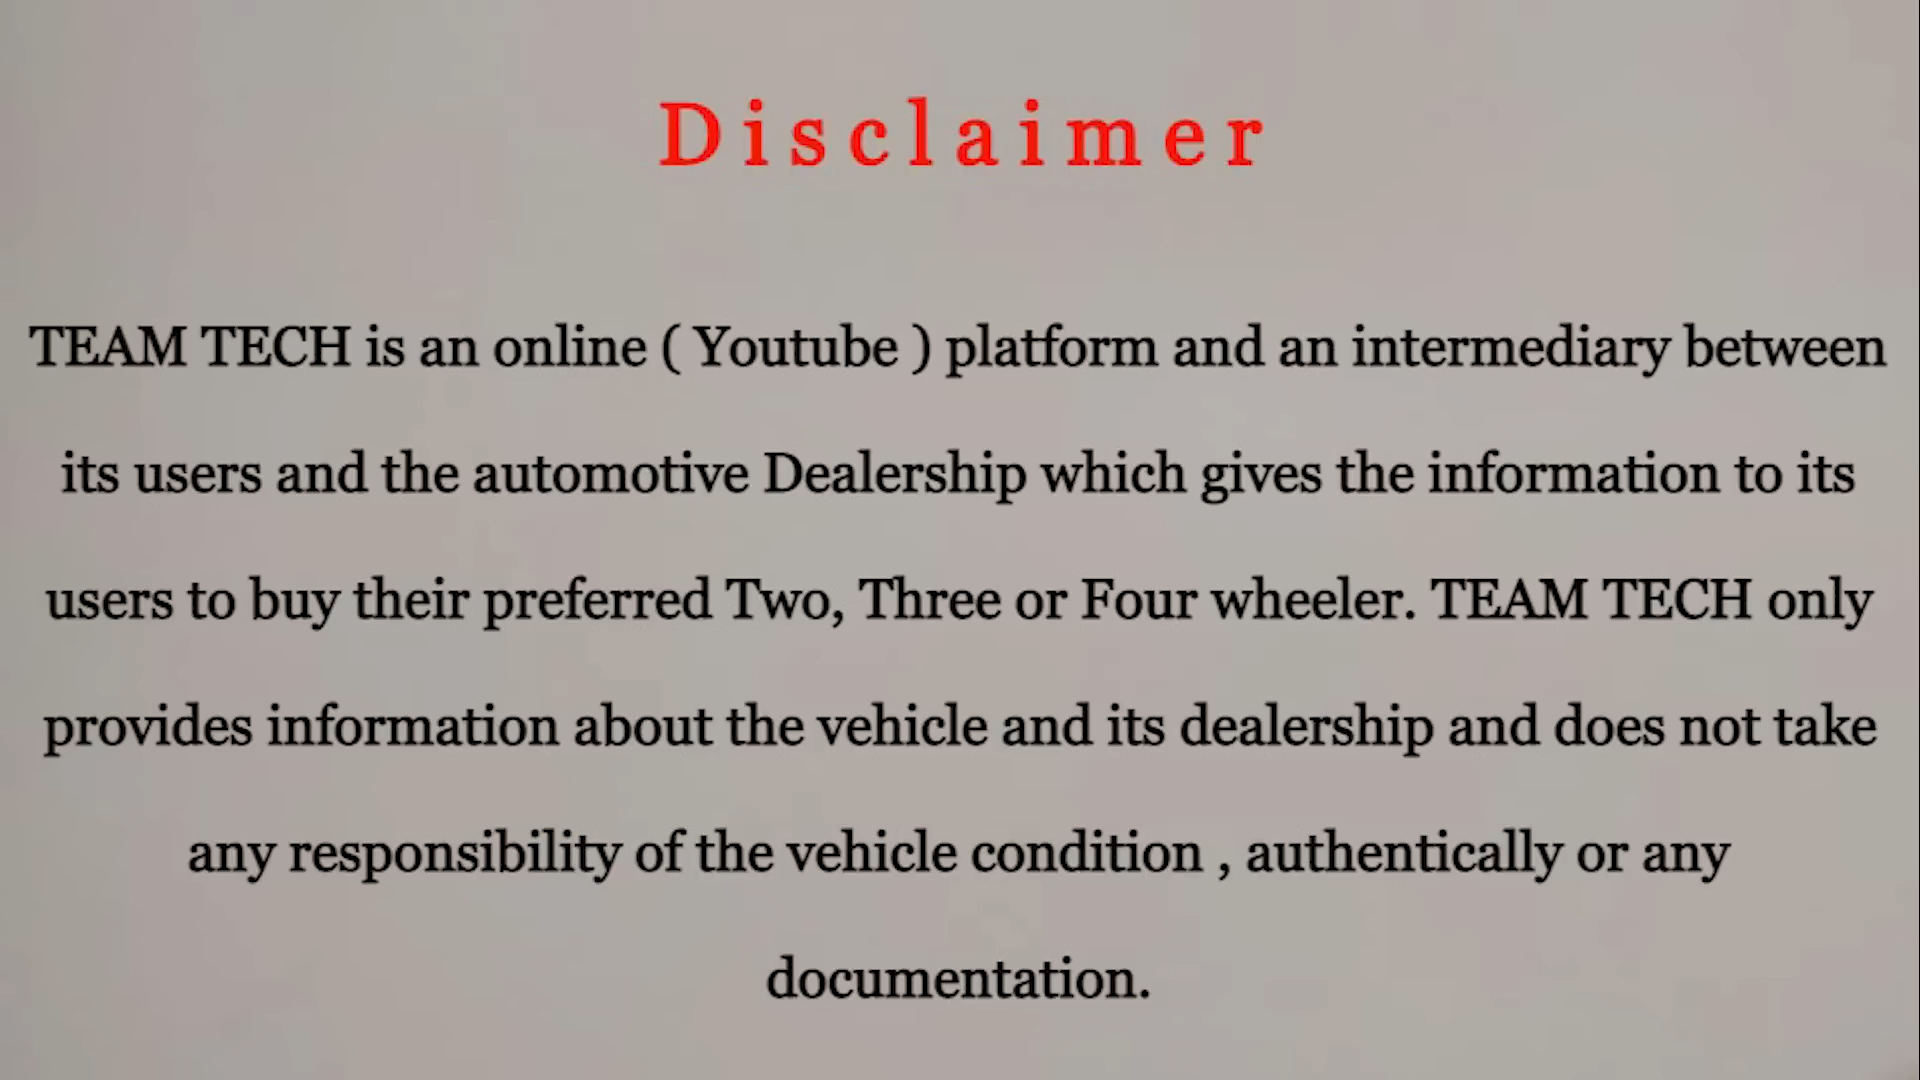 Disclaimer
TEAM TECH is an online ( Youtube ) platform and an intermediary between
its users and the automotive Dealership which gives the information to its
users to buy their preferred Two, Three or Four wheeler. TEAM TECH only
provides information about the vehicle and its dealership and does not take
any responsibility of the vehicle condition , authentically or any
documentation.